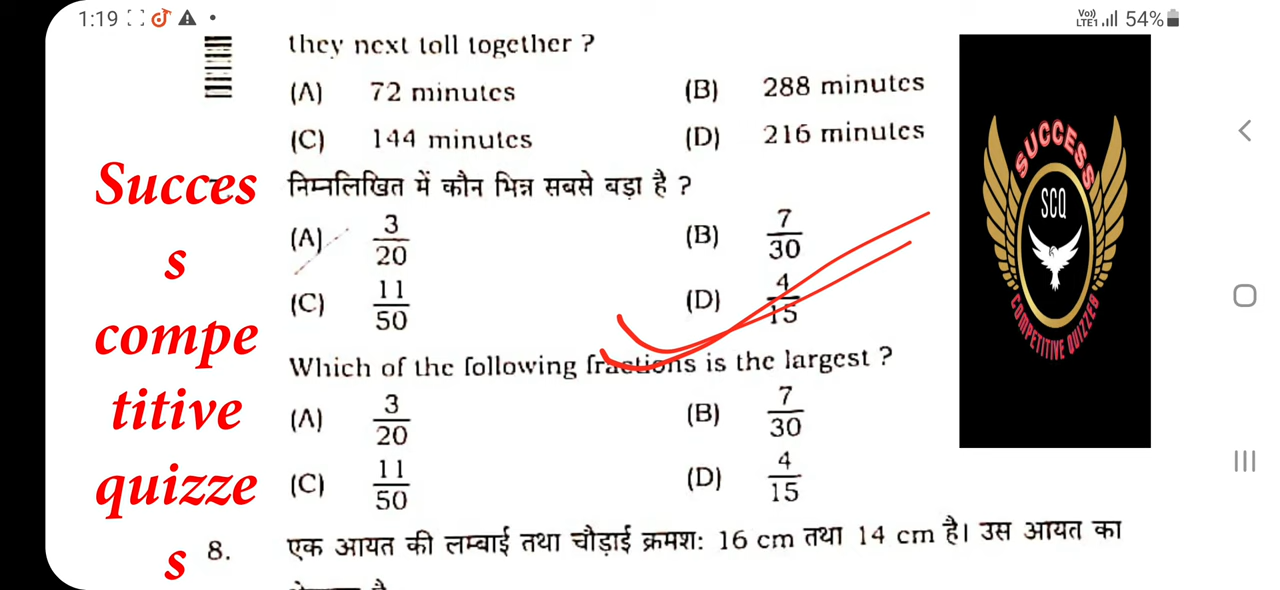 1:19
Vo))
LTE1 54%
they next toll together ?
(A) 72 minutes (B) 288 minutes
(C) 144 minutes (D) 216 minutes
Succes
s
compe
titive
quizze
s
निम्नलिखित में कौन भिन्न सबसे बड़ा है ?
(A) 3/20 (B) 7/30
(C) 11/50 (D) 4/15
Which of the following fractions is the largest ?
(A) 3/20 (B) 7/30
(C) 11/50 (D) 4/15
8. एक आयत की लम्बाई तथा चौड़ाई क्रमश: 16 cm तथा 14 cm है। उस आयत का
SUCCESS
SCQ
COMPETITIVE QUIZZES